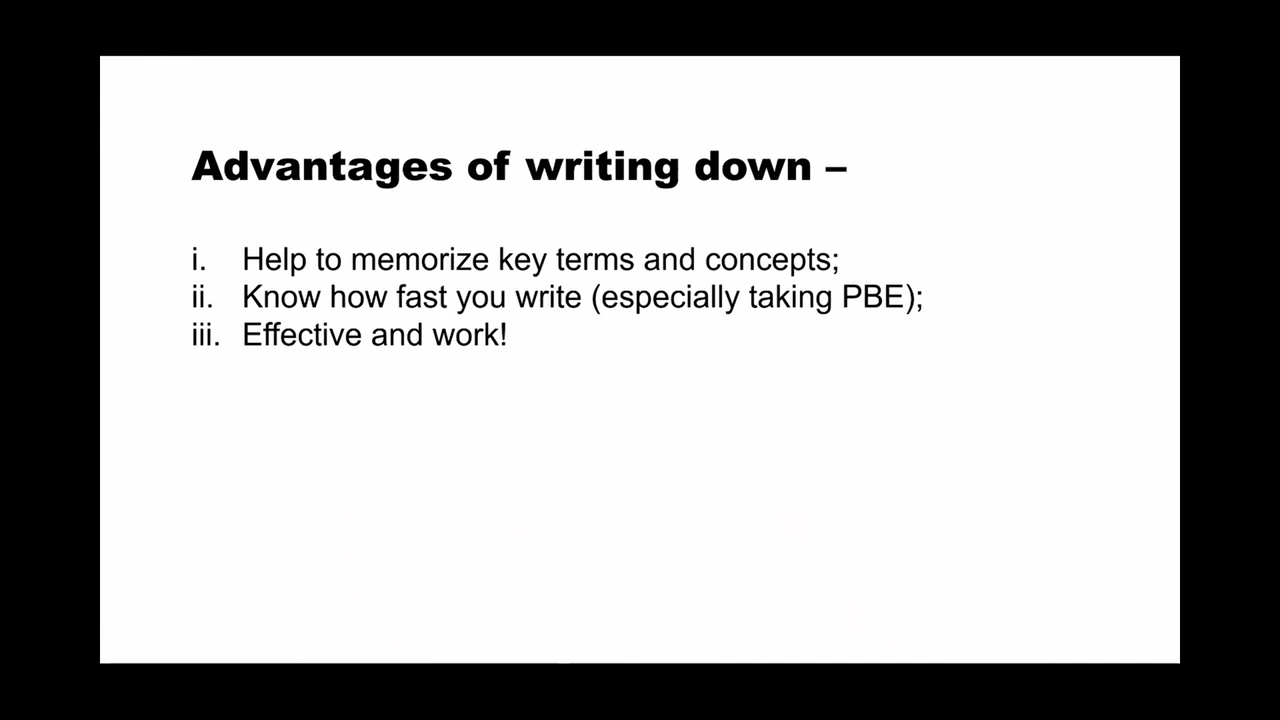 Advantages of writing down –
i. Help to memorize key terms and concepts;
ii. Know how fast you write (especially taking PBE);
iii. Effective and work!